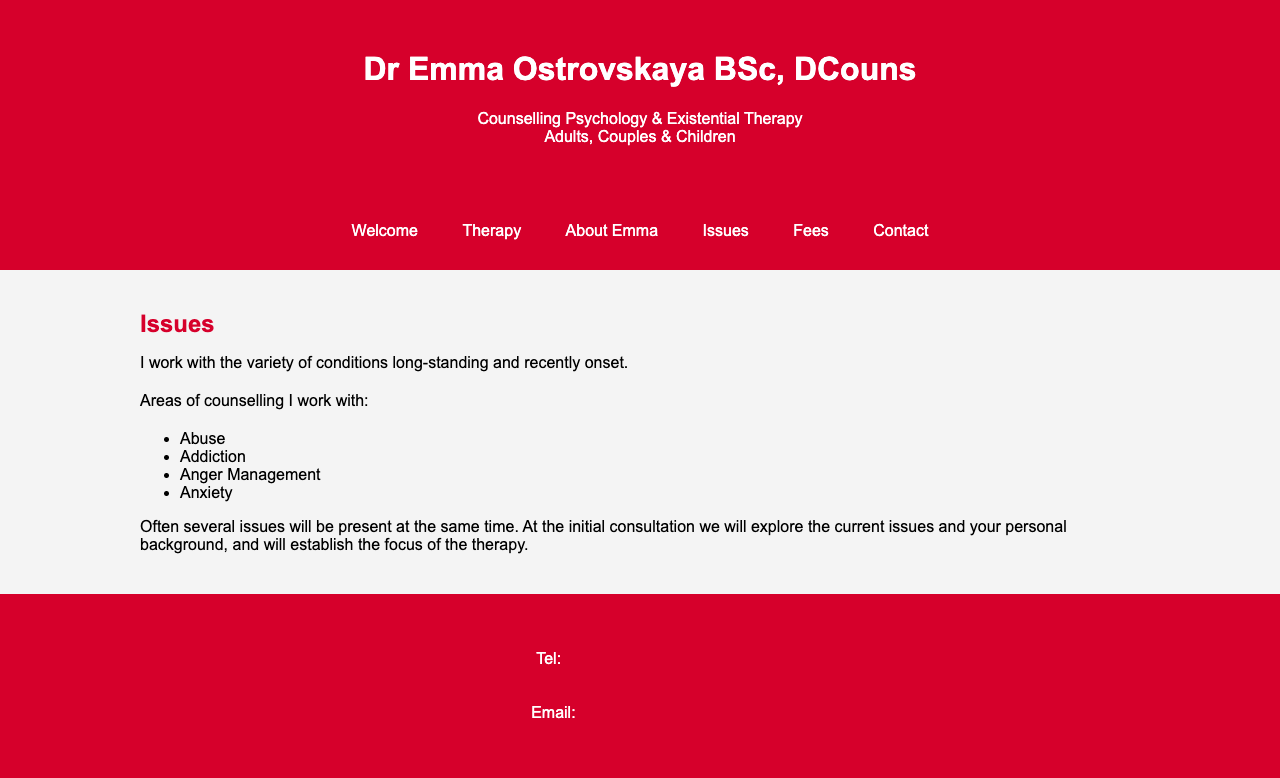 Dr Emma Ostrovskaya BSc, DCouns
Counselling Psychology & Existential Therapy
Adults, Couples & Children
Welcome Therapy About Emma Issues Fees Contact
Issues
I work with the variety of conditions long-standing and recently onset.
Areas of counselling I work with:
• Abuse
• Addiction
• Anger Management
• Anxiety
Often several issues will be present at the same time. At the initial consultation we will explore the current issues and your personal
background, and will establish the focus of the therapy.
Tel:
Email: